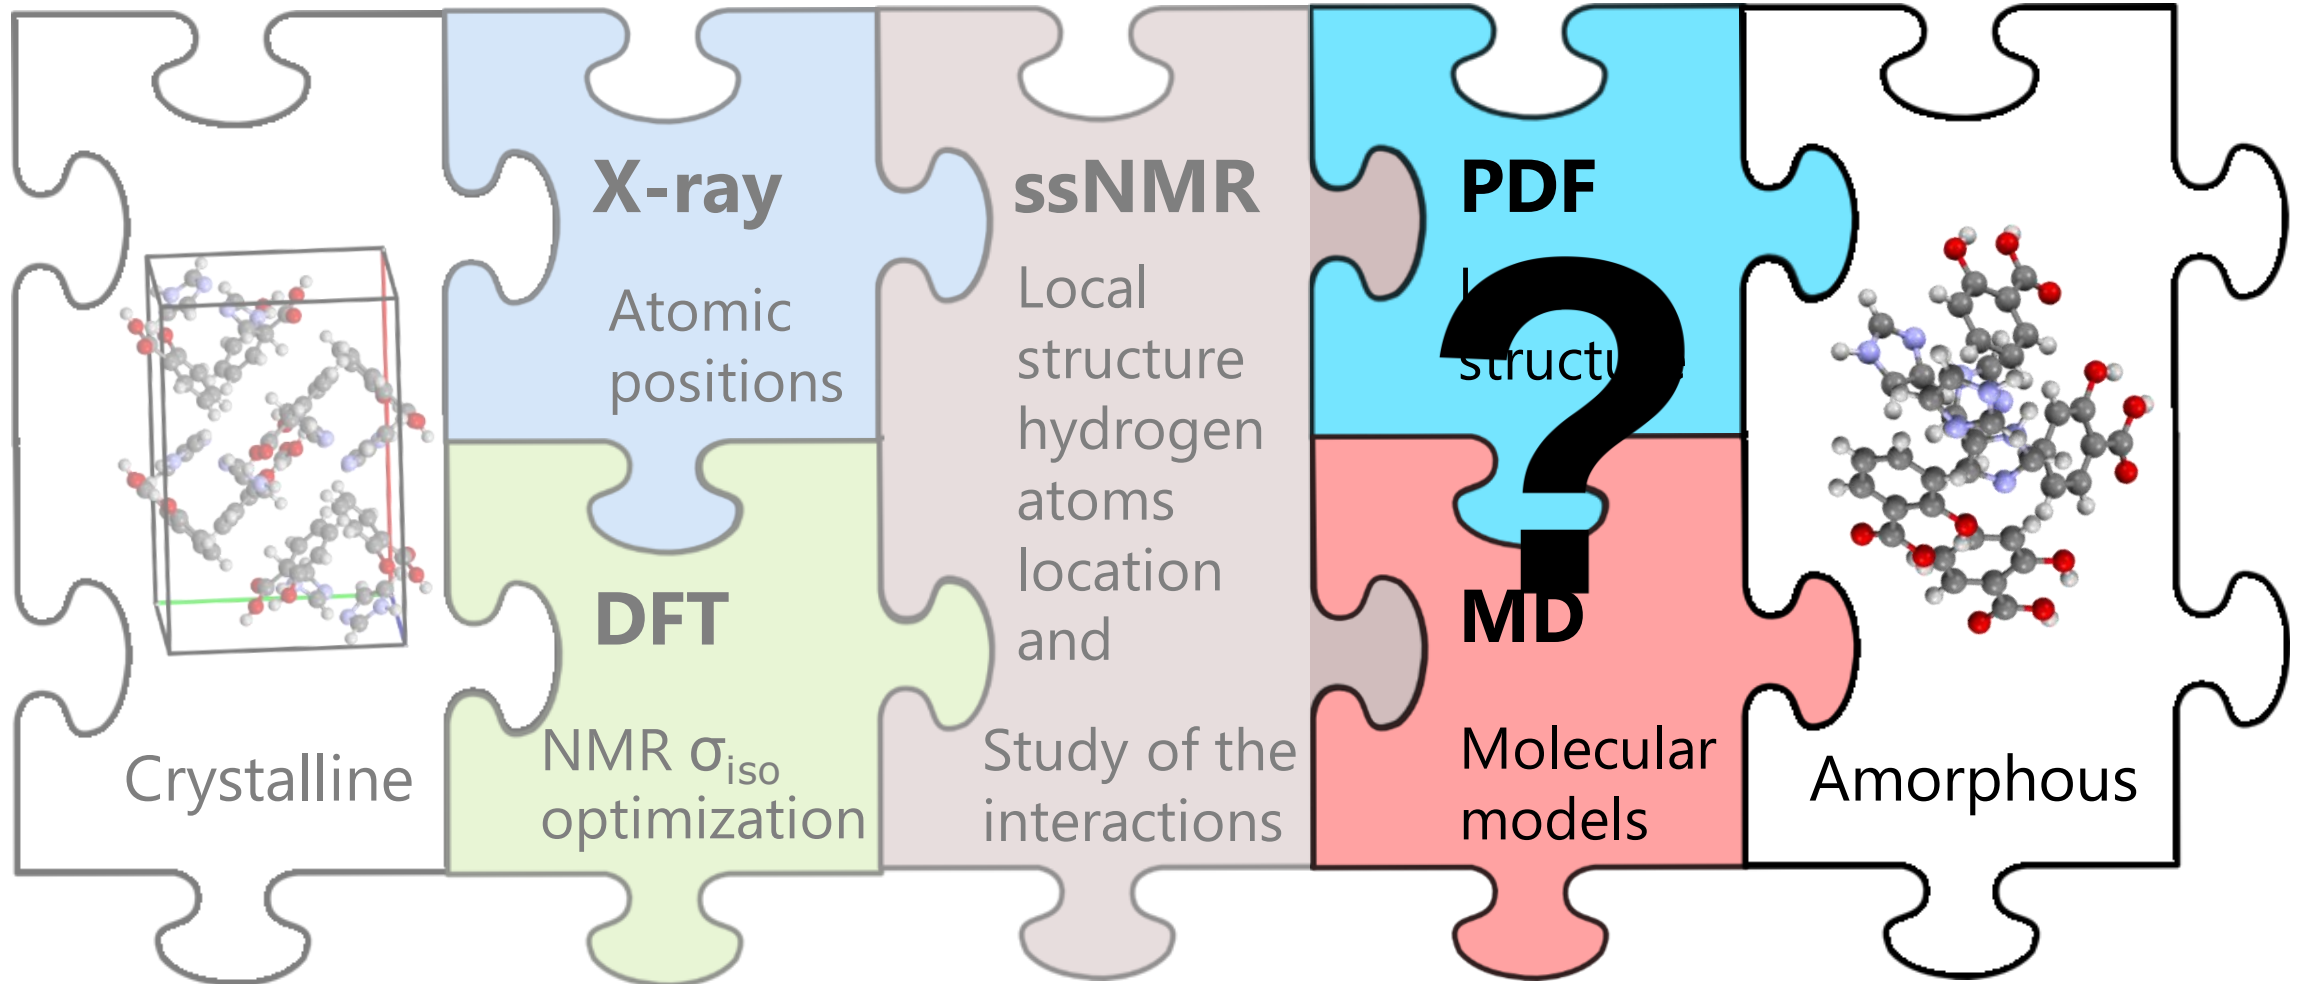 X-ray
Atomic
positions
DFT
NMR σiso
optimization
Crystalline
ssNMR
Local
structure
hydrogen
atoms
location
and
Study of the
interactions
PDF
?
MD
Molecular
models
Amorphous